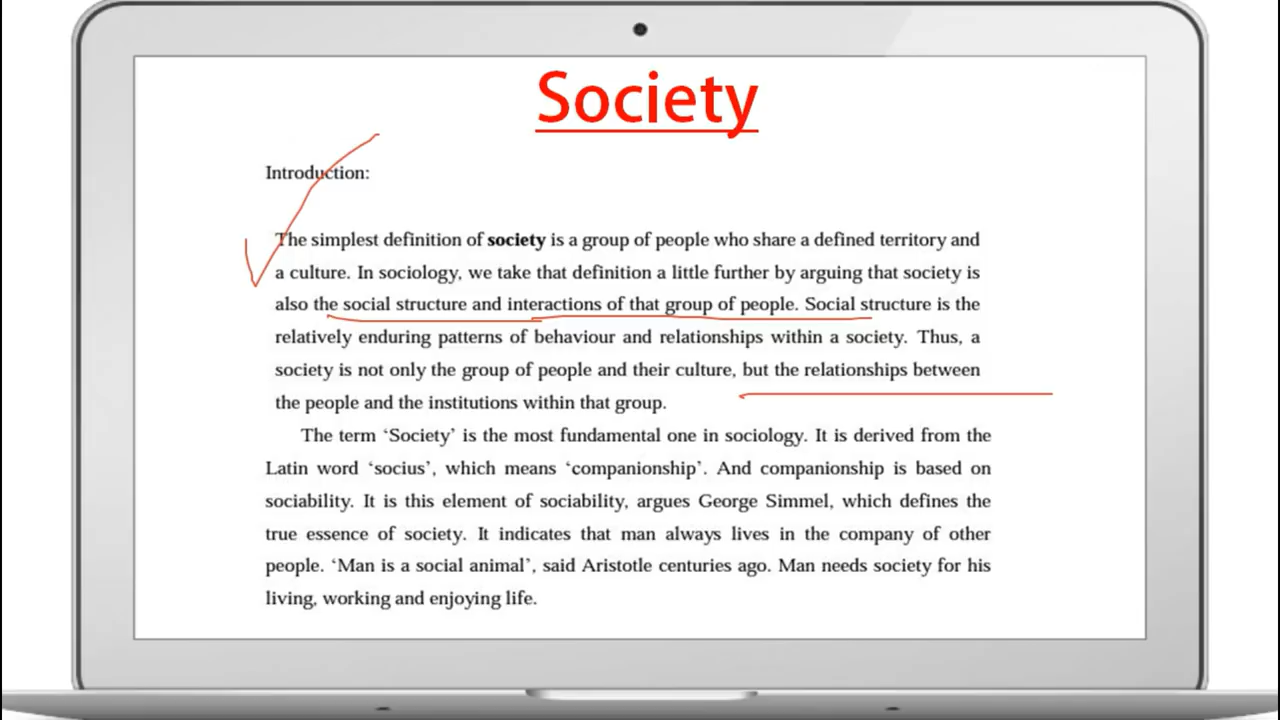 Society
Introduction:
The simplest definition of society is a group of people who share a defined territory and
a culture. In sociology, we take that definition a little further by arguing that society is
also the social structure and interactions of that group of people. Social structure is the
relatively enduring patterns of behaviour and relationships within a society. Thus, a
society is not only the group of people and their culture, but the relationships between
the people and the institutions within that group.
The term ‘Society’ is the most fundamental one in sociology. It is derived from the
Latin word ‘socius’, which means ‘companionship’. And companionship is based on
sociability. It is this element of sociability, argues George Simmel, which defines the
true essence of society. It indicates that man always lives in the company of other
people. ‘Man is a social animal’, said Aristotle centuries ago. Man needs society for his
living, working and enjoying life.